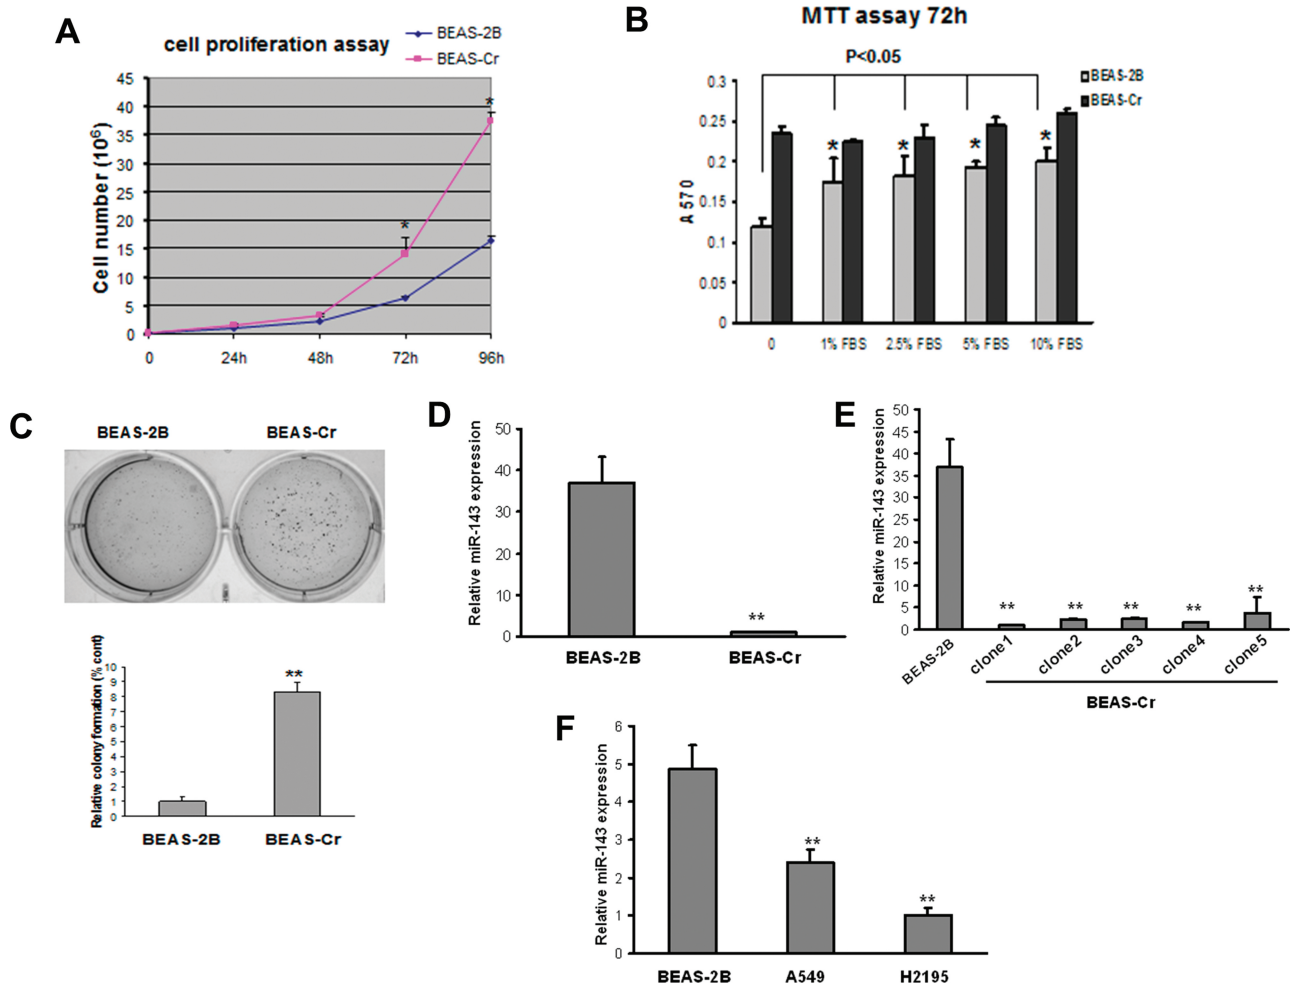 A
cell proliferation assay
BEAS-2B
BEAS-Cr
Cell number (10⁶)
45
40
35
30
25
20
15
10
5
0
*
*
0 24h 48h 72h 96h
B
MTT assay 72h
P<0.05
BEAS-2B
BEAS-Cr
A 570
0.3
0.25
0.2
0.15
0.1
0.05
0
* * * *
0 1% FBS 2.5% FBS 5% FBS 10% FBS
C
BEAS-2B BEAS-Cr
Relative colony formation (% cont)
10
9
8
7
6
5
4
3
2
1
0
**
BEAS-2B BEAS-Cr
D
Relative miR-143 expression
50
40
30
20
10
0
**
BEAS-2B BEAS-Cr
E
Relative miR-143 expression
50
45
40
35
30
25
20
15
10
5
0
** ** ** ** **
BEAS-2B clone1 clone2 clone3 clone4 clone5
BEAS-Cr
F
Relative miR-143 expression
6
5
4
3
2
1
0
**
**
BEAS-2B A549 H2195